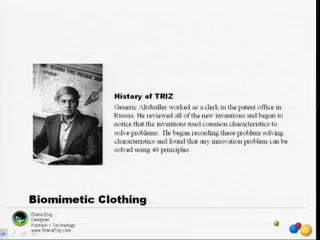 History of TRIZ
Generic Altshuller worked as a clerk in the patent office in
Russia. He reviewed all of the new inventions and began to
notice that the inventions used common characteristics to
solve problems. He began recording these problem solving
characteristics and found that any innovation problem can be
solved using 40 principles.
Biomimetic Clothing
Diana Eng
Designer
Fashion + Technology
www.DianaEng.com